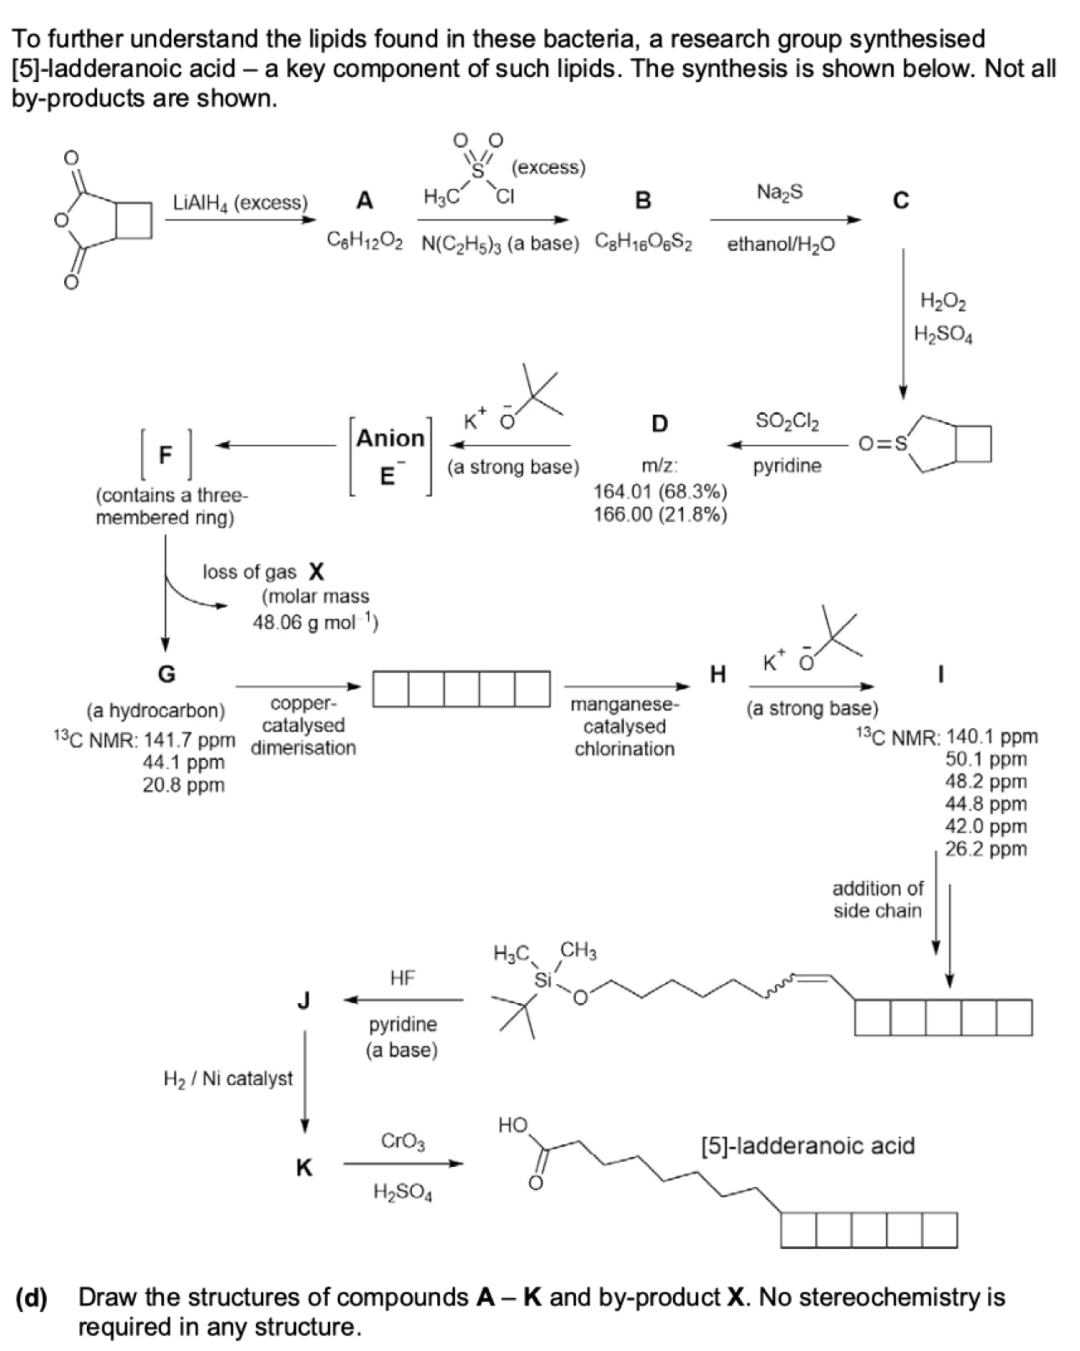 To further understand the lipids found in these bacteria, a research group synthesised
[5]-ladderanoic acid – a key component of such lipids. The synthesis is shown below. Not all
by-products are shown.
O
O
O
LiAlH4 (excess)
A
C6H12O2
O O
S
H3C Cl
(excess)
N(C2H5)3 (a base)
B
C8H16O6S2
Na2S
ethanol/H2O
C
H2O2
H2SO4
O=S
SO2Cl2
pyridine
D
m/z:
164.01 (68.3%)
166.00 (21.8%)
K+ O-
(a strong base)
Anion
E-
F
(contains a three-
membered ring)
loss of gas X
(molar mass
48.06 g mol-1)
G
(a hydrocarbon)
13C NMR: 141.7 ppm
44.1 ppm
20.8 ppm
copper-
catalysed
dimerisation
manganese-
catalysed
chlorination
H
K+ O-
(a strong base)
I
13C NMR: 140.1 ppm
50.1 ppm
48.2 ppm
44.8 ppm
42.0 ppm
26.2 ppm
addition of
side chain
H3C CH3
Si
O
HF
pyridine
(a base)
J
H2 / Ni catalyst
K
CrO3
H2SO4
HO
O
[5]-ladderanoic acid
(d) Draw the structures of compounds A – K and by-product X. No stereochemistry is
required in any structure.